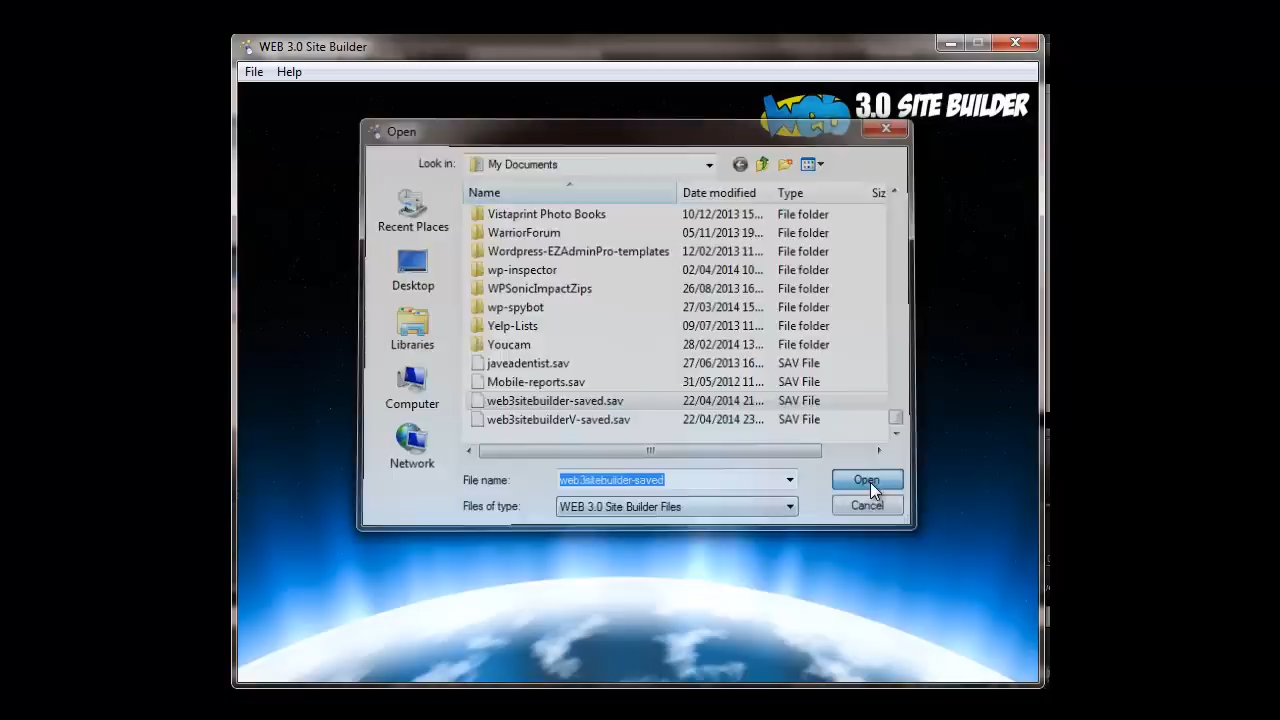 WEB 3.0 Site Builder
File Help
WEB 3.0 SITE BUILDER
Open
Look in: My Documents
Name Date modified Type Siz
Recent Places
Desktop
Libraries
Computer
Network
Vistaprint Photo Books 10/12/2013 15... File folder
WarriorForum 05/11/2013 19... File folder
Wordpress-EZAdminPro-templates 12/02/2013 11... File folder
wp-inspector 02/04/2014 10... File folder
WPSonicImpactZips 26/08/2013 16... File folder
wp-spybot 27/03/2014 15... File folder
Yelp-Lists 09/07/2013 11... File folder
Youcam 28/02/2014 13... File folder
javeadentist.sav 27/06/2013 16... SAV File
Mobile-reports.sav 31/05/2012 11... SAV File
web3sitebuilder-saved.sav 22/04/2014 21... SAV File
web3sitebuilderV-saved.sav 22/04/2014 23... SAV File
File name: web3sitebuilder-saved Open
Files of type: WEB 3.0 Site Builder Files Cancel